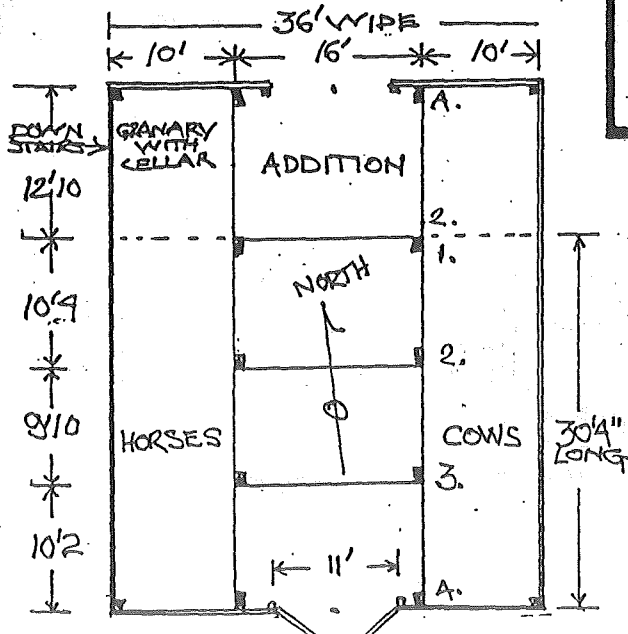 36' WIDE
10' 16' 10'
DOWN
STAIRS
GRANARY
WITH
CELLAR
A.
ADDITION
12'10
2.
1.
NORTH
10'4
2.
9'10
HORSES
COWS
30'4"
LONG
3.
10'2
11'
A.